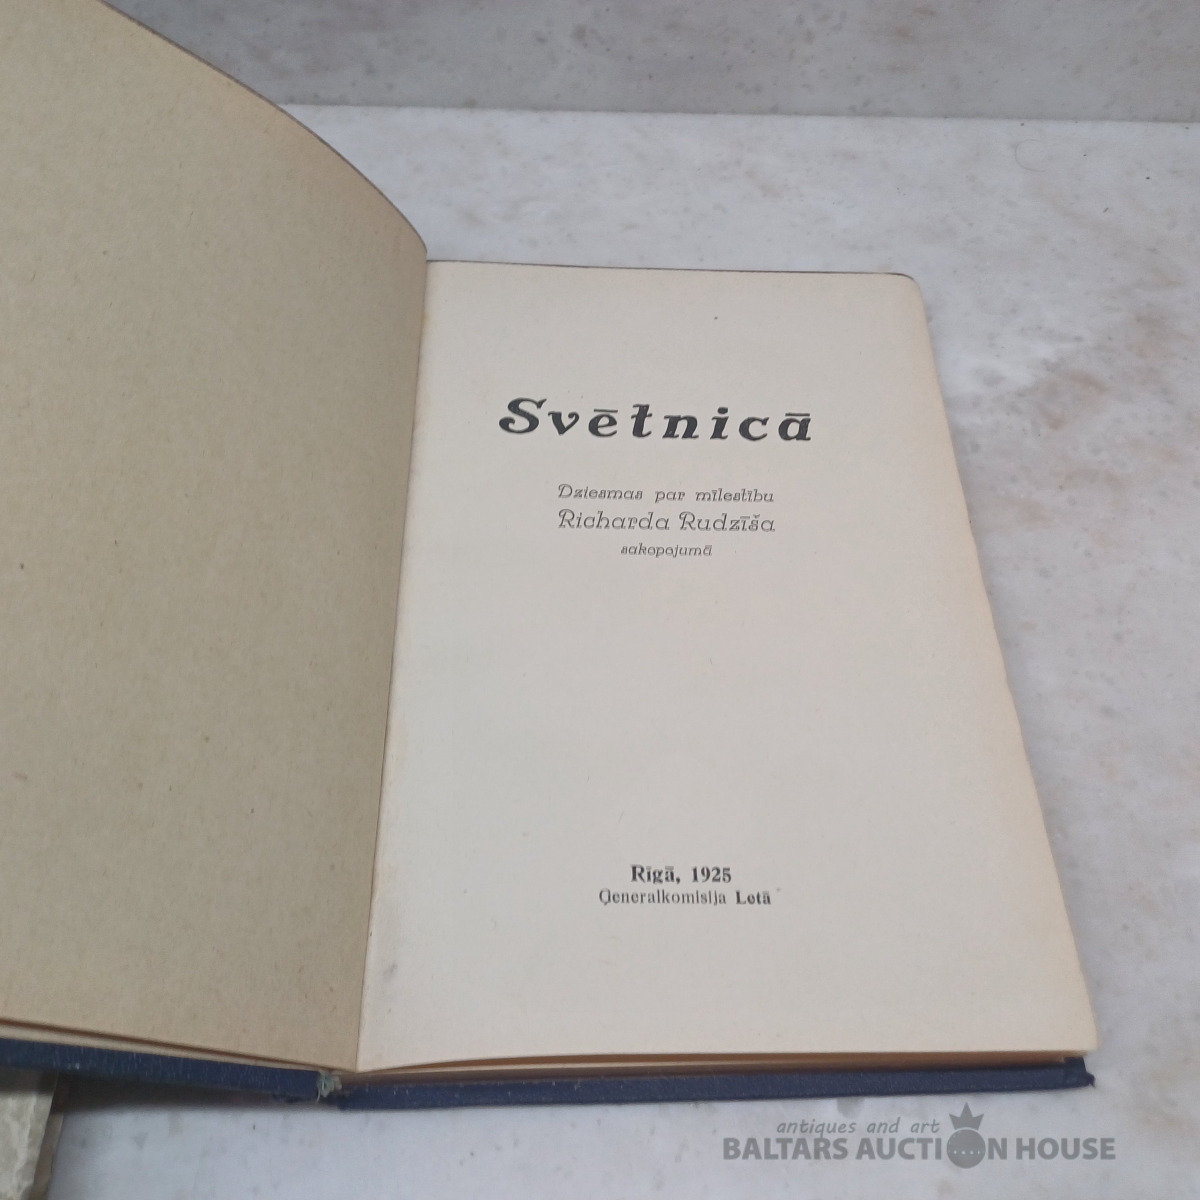 Svētnicā
Dziesmas par mīlestību
Richarda Rudzīša
sakopojumā
Rīgā, 1925
Ģeneralkomisija Letā
antiques and art
BALTARS AUCTION HOUSE